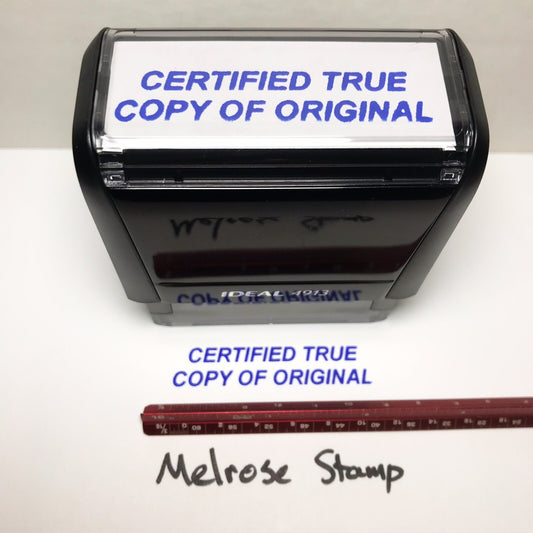 CERTIFIED TRUE
COPY OF ORIGINAL
IDEAL 4913
CERTIFIED TRUE
COPY OF ORIGINAL
Melrose Stamp